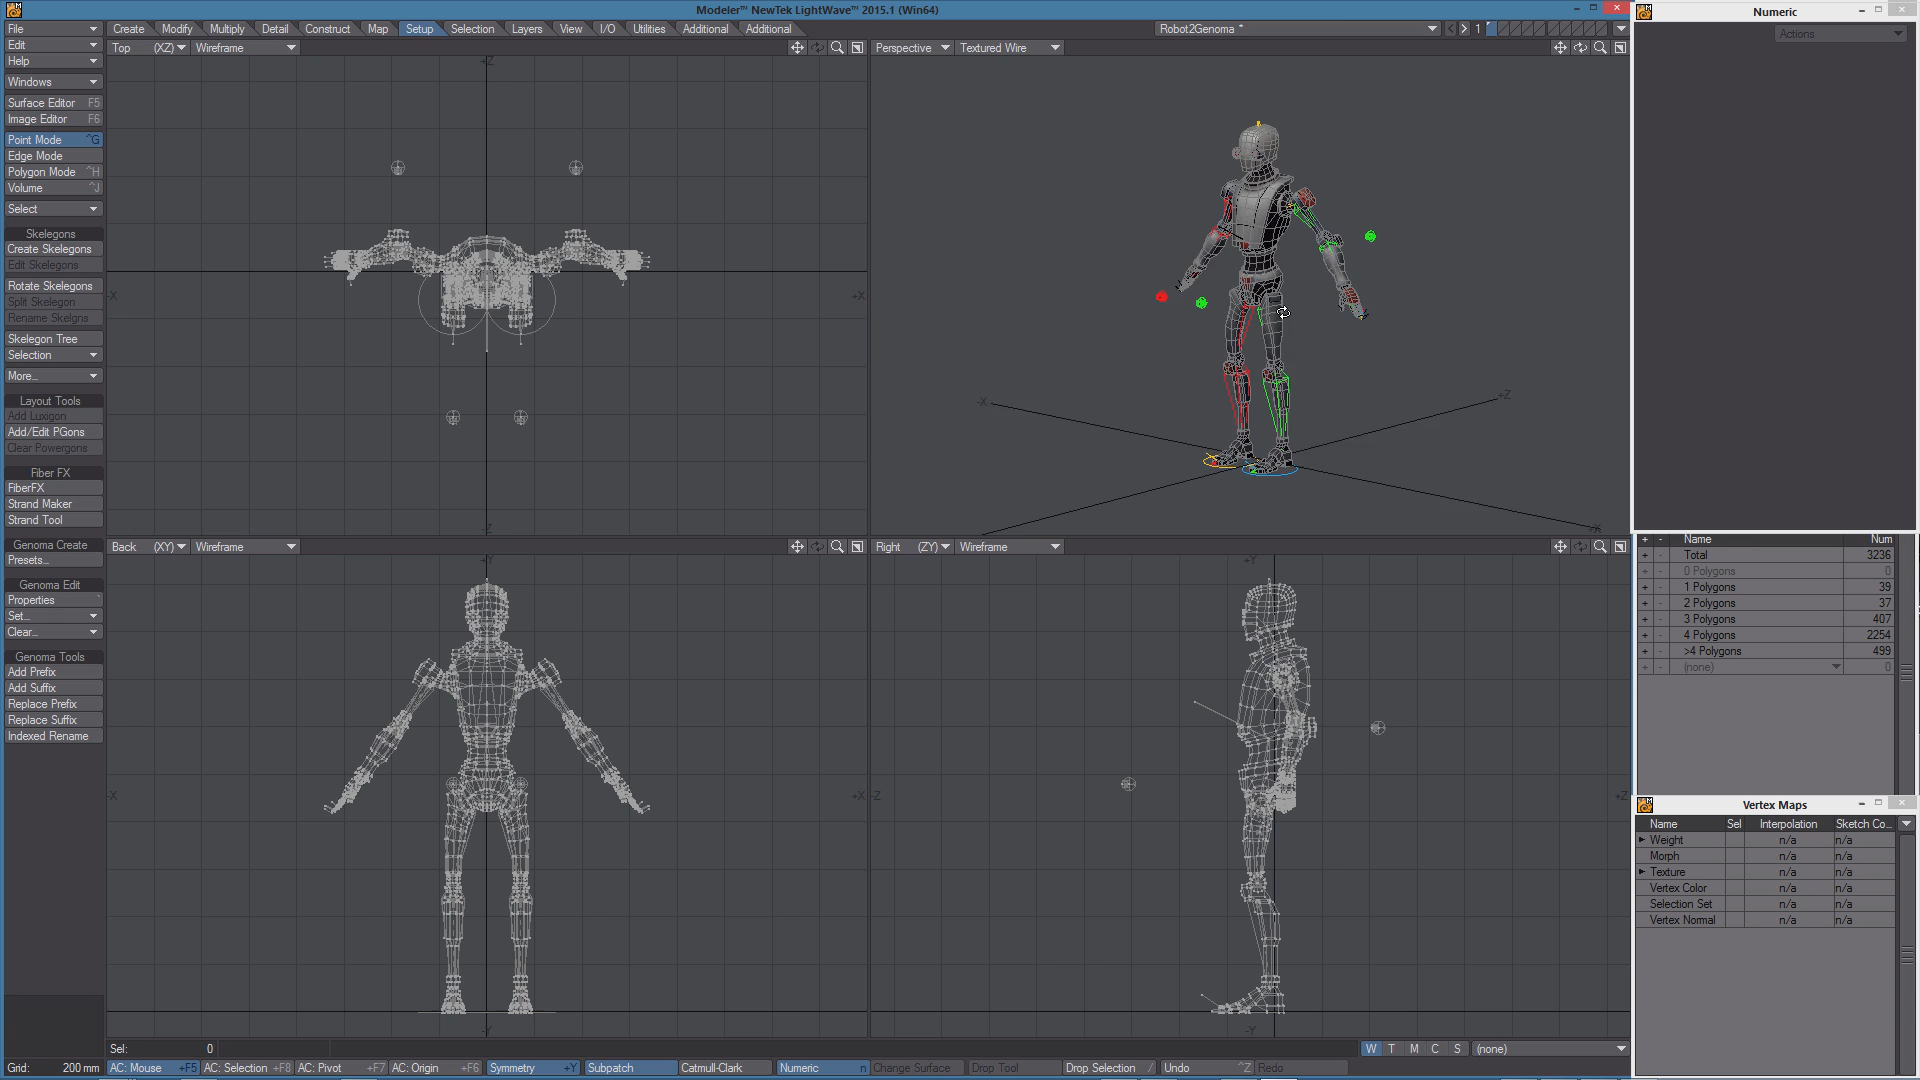 Modeler™ NewTek LightWave™ 2015.1 (Win64)
Numeric
Actions
File
Create
Modify
Multiply
Detail
Construct
Map
Setup
Selection
Layers
View
I/O
Utilities
Additional
Additional
Robot2Genoma *
1
Edit
Help
Windows
Surface Editor F5
Image Editor F6
Point Mode ^G
Edge Mode
Polygon Mode ^H
Volume ^J
Select
Skelegons
Create Skelegons
Edit Skelegons
Rotate Skelegons
Split Skelegon
Rename Skelgns
Skelegon Tree
Selection
More...
Layout Tools
Add Luxigon
Add/Edit PGons
Clear Powergons
Fiber FX
FiberFX
Strand Maker
Strand Tool
Genoma Create
Presets...
Genoma Edit
Properties
Set...
Clear...
Genoma Tools
Add Prefix
Add Suffix
Replace Prefix
Replace Suffix
Indexed Rename
Top (XZ) Wireframe
+Z
-X
+X
-Z
Perspective Textured Wire
-X
+Z
Back (XY) Wireframe
+Y
-X
+X
-Y
Right (ZY) Wireframe
+Y
-Z
+Z
-Y
+ - Name Num
+ - Total 3236
+ - 0 Polygons 0
+ - 1 Polygons 39
+ - 2 Polygons 37
+ - 3 Polygons 407
+ - 4 Polygons 2254
+ - >4 Polygons 499
+ - (none) 0
Vertex Maps
Name Sel Interpolation Sketch Co...
Weight n/a n/a
Morph n/a n/a
Texture n/a n/a
Vertex Color n/a n/a
Selection Set n/a n/a
Vertex Normal n/a n/a
Sel: 0
W T M C S (none)
Grid: 200 mm
AC: Mouse +F5
AC: Selection +F8
AC: Pivot +F7
AC: Origin +F6
Symmetry +Y
Subpatch
Catmull-Clark
Numeric n
Change Surface
Drop Tool
Drop Selection /
Undo ^Z
Redo